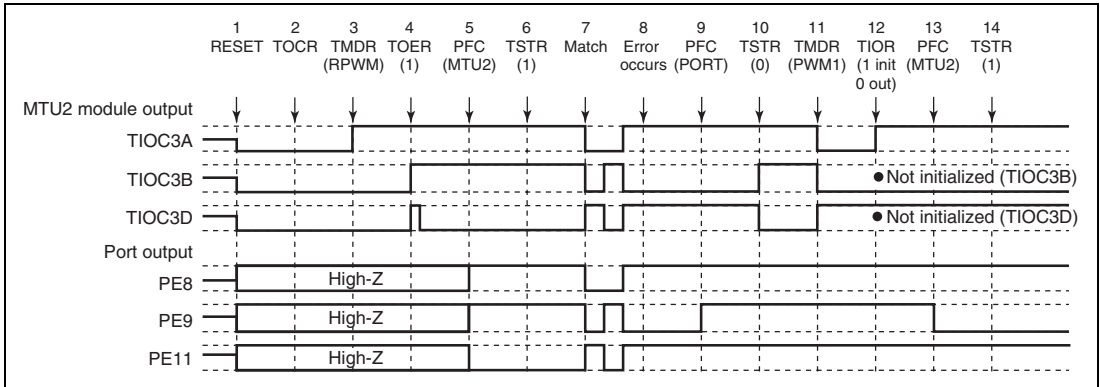 1 2 3 4 5 6 7 8 9 10 11 12 13 14
RESET TOCR TMDR TOER PFC TSTR Match Error PFC TSTR TMDR TIOR PFC TSTR
(RPWM) (1) (MTU2) (1) occurs (PORT) (0) (PWM1) (1 init (MTU2) (1)
0 out)
MTU2 module output
TIOC3A
TIOC3B
● Not initialized (TIOC3B)
TIOC3D
● Not initialized (TIOC3D)
Port output
PE8
High-Z
PE9
High-Z
PE11
High-Z